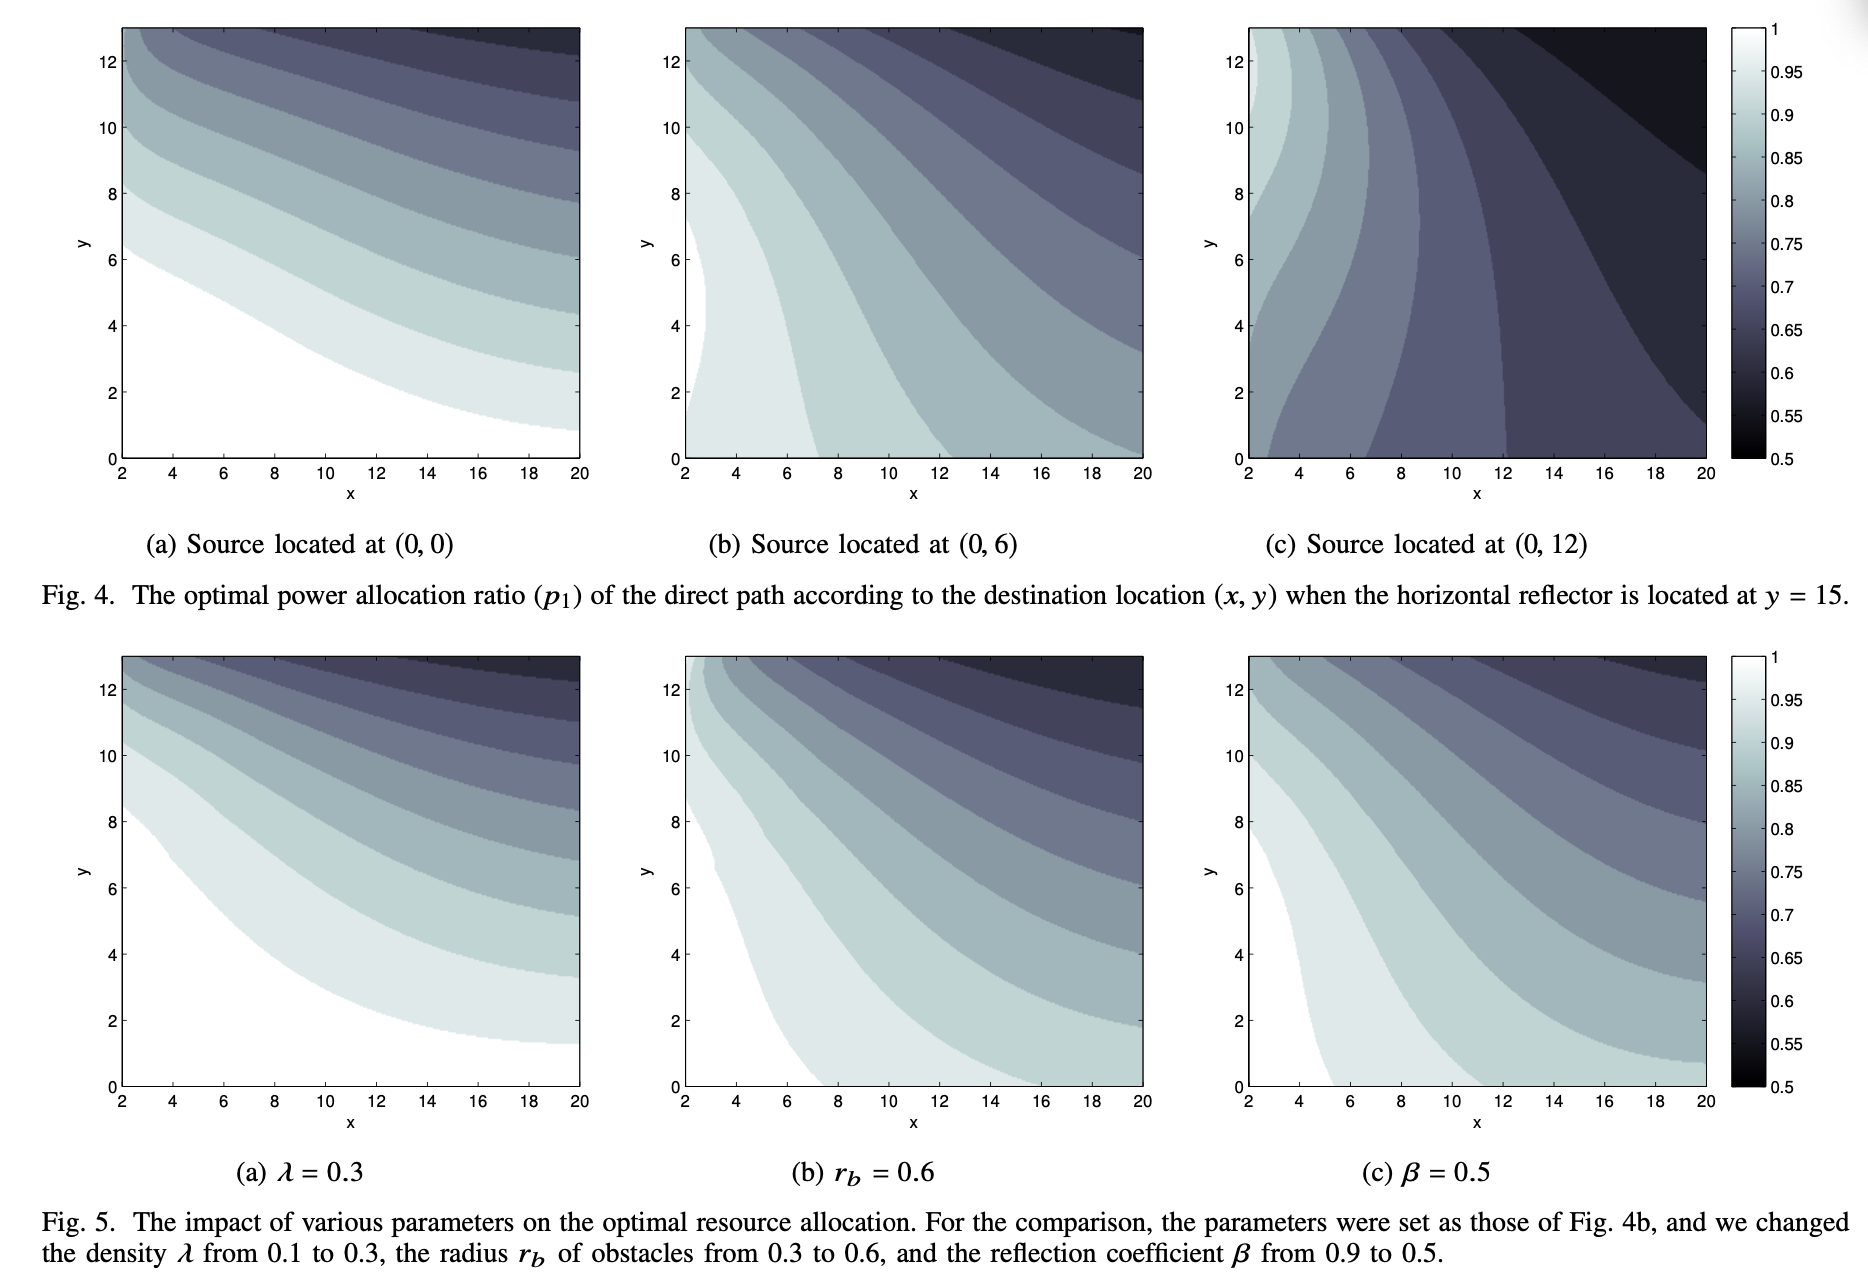 12
10
8
6
4
2
0
y
2 4 6 8 10 12 14 16 18 20
x
12
10
8
6
4
2
0
y
2 4 6 8 10 12 14 16 18 20
x
12
10
8
6
4
2
0
y
2 4 6 8 10 12 14 16 18 20
x
1
0.95
0.9
0.85
0.8
0.75
0.7
0.65
0.6
0.55
0.5
(a) Source located at (0, 0)
(b) Source located at (0, 6)
(c) Source located at (0, 12)
Fig. 4. The optimal power allocation ratio (p₁) of the direct path according to the destination location (x, y) when the horizontal reflector is located at y = 15.
12
10
8
6
4
2
0
y
2 4 6 8 10 12 14 16 18 20
x
12
10
8
6
4
2
0
y
2 4 6 8 10 12 14 16 18 20
x
12
10
8
6
4
2
0
y
2 4 6 8 10 12 14 16 18 20
x
1
0.95
0.9
0.85
0.8
0.75
0.7
0.65
0.6
0.55
0.5
(a) λ = 0.3
(b) r_b = 0.6
(c) β = 0.5
Fig. 5. The impact of various parameters on the optimal resource allocation. For the comparison, the parameters were set as those of Fig. 4b, and we changed
the density λ from 0.1 to 0.3, the radius r_b of obstacles from 0.3 to 0.6, and the reflection coefficient β from 0.9 to 0.5.